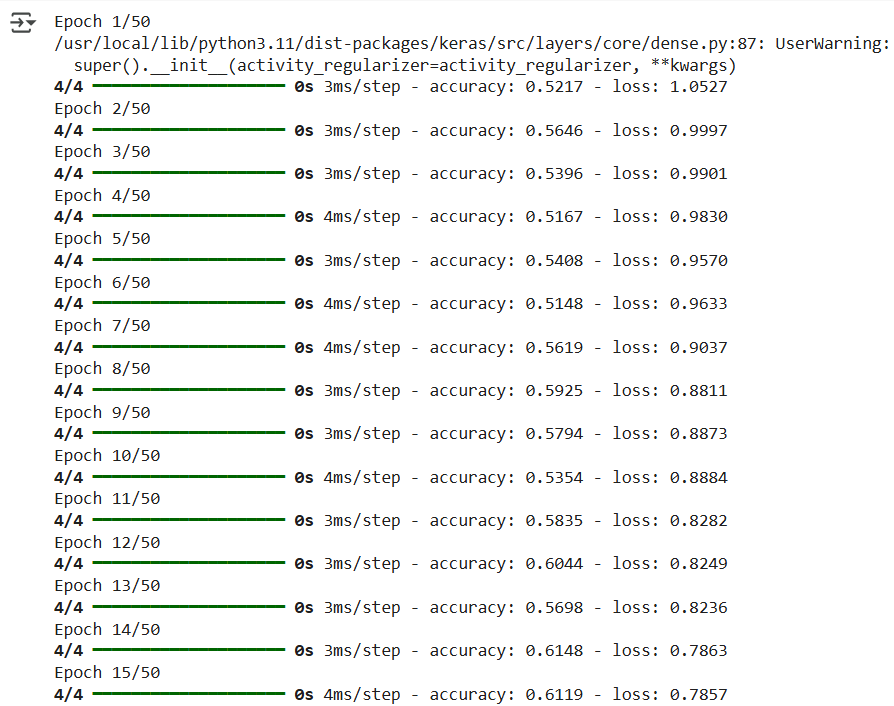 Epoch 1/50
/usr/local/lib/python3.11/dist-packages/keras/src/layers/core/dense.py:87: UserWarning:
super().__init__(activity_regularizer=activity_regularizer, **kwargs)
4/4 ━━━━━━━━━━━━━━━━━━━━ 0s 3ms/step - accuracy: 0.5217 - loss: 1.0527
Epoch 2/50
4/4 ━━━━━━━━━━━━━━━━━━━━ 0s 3ms/step - accuracy: 0.5646 - loss: 0.9997
Epoch 3/50
4/4 ━━━━━━━━━━━━━━━━━━━━ 0s 3ms/step - accuracy: 0.5396 - loss: 0.9901
Epoch 4/50
4/4 ━━━━━━━━━━━━━━━━━━━━ 0s 4ms/step - accuracy: 0.5167 - loss: 0.9830
Epoch 5/50
4/4 ━━━━━━━━━━━━━━━━━━━━ 0s 3ms/step - accuracy: 0.5408 - loss: 0.9570
Epoch 6/50
4/4 ━━━━━━━━━━━━━━━━━━━━ 0s 4ms/step - accuracy: 0.5148 - loss: 0.9633
Epoch 7/50
4/4 ━━━━━━━━━━━━━━━━━━━━ 0s 4ms/step - accuracy: 0.5619 - loss: 0.9037
Epoch 8/50
4/4 ━━━━━━━━━━━━━━━━━━━━ 0s 3ms/step - accuracy: 0.5925 - loss: 0.8811
Epoch 9/50
4/4 ━━━━━━━━━━━━━━━━━━━━ 0s 3ms/step - accuracy: 0.5794 - loss: 0.8873
Epoch 10/50
4/4 ━━━━━━━━━━━━━━━━━━━━ 0s 4ms/step - accuracy: 0.5354 - loss: 0.8884
Epoch 11/50
4/4 ━━━━━━━━━━━━━━━━━━━━ 0s 3ms/step - accuracy: 0.5835 - loss: 0.8282
Epoch 12/50
4/4 ━━━━━━━━━━━━━━━━━━━━ 0s 3ms/step - accuracy: 0.6044 - loss: 0.8249
Epoch 13/50
4/4 ━━━━━━━━━━━━━━━━━━━━ 0s 3ms/step - accuracy: 0.5698 - loss: 0.8236
Epoch 14/50
4/4 ━━━━━━━━━━━━━━━━━━━━ 0s 3ms/step - accuracy: 0.6148 - loss: 0.7863
Epoch 15/50
4/4 ━━━━━━━━━━━━━━━━━━━━ 0s 4ms/step - accuracy: 0.6119 - loss: 0.7857